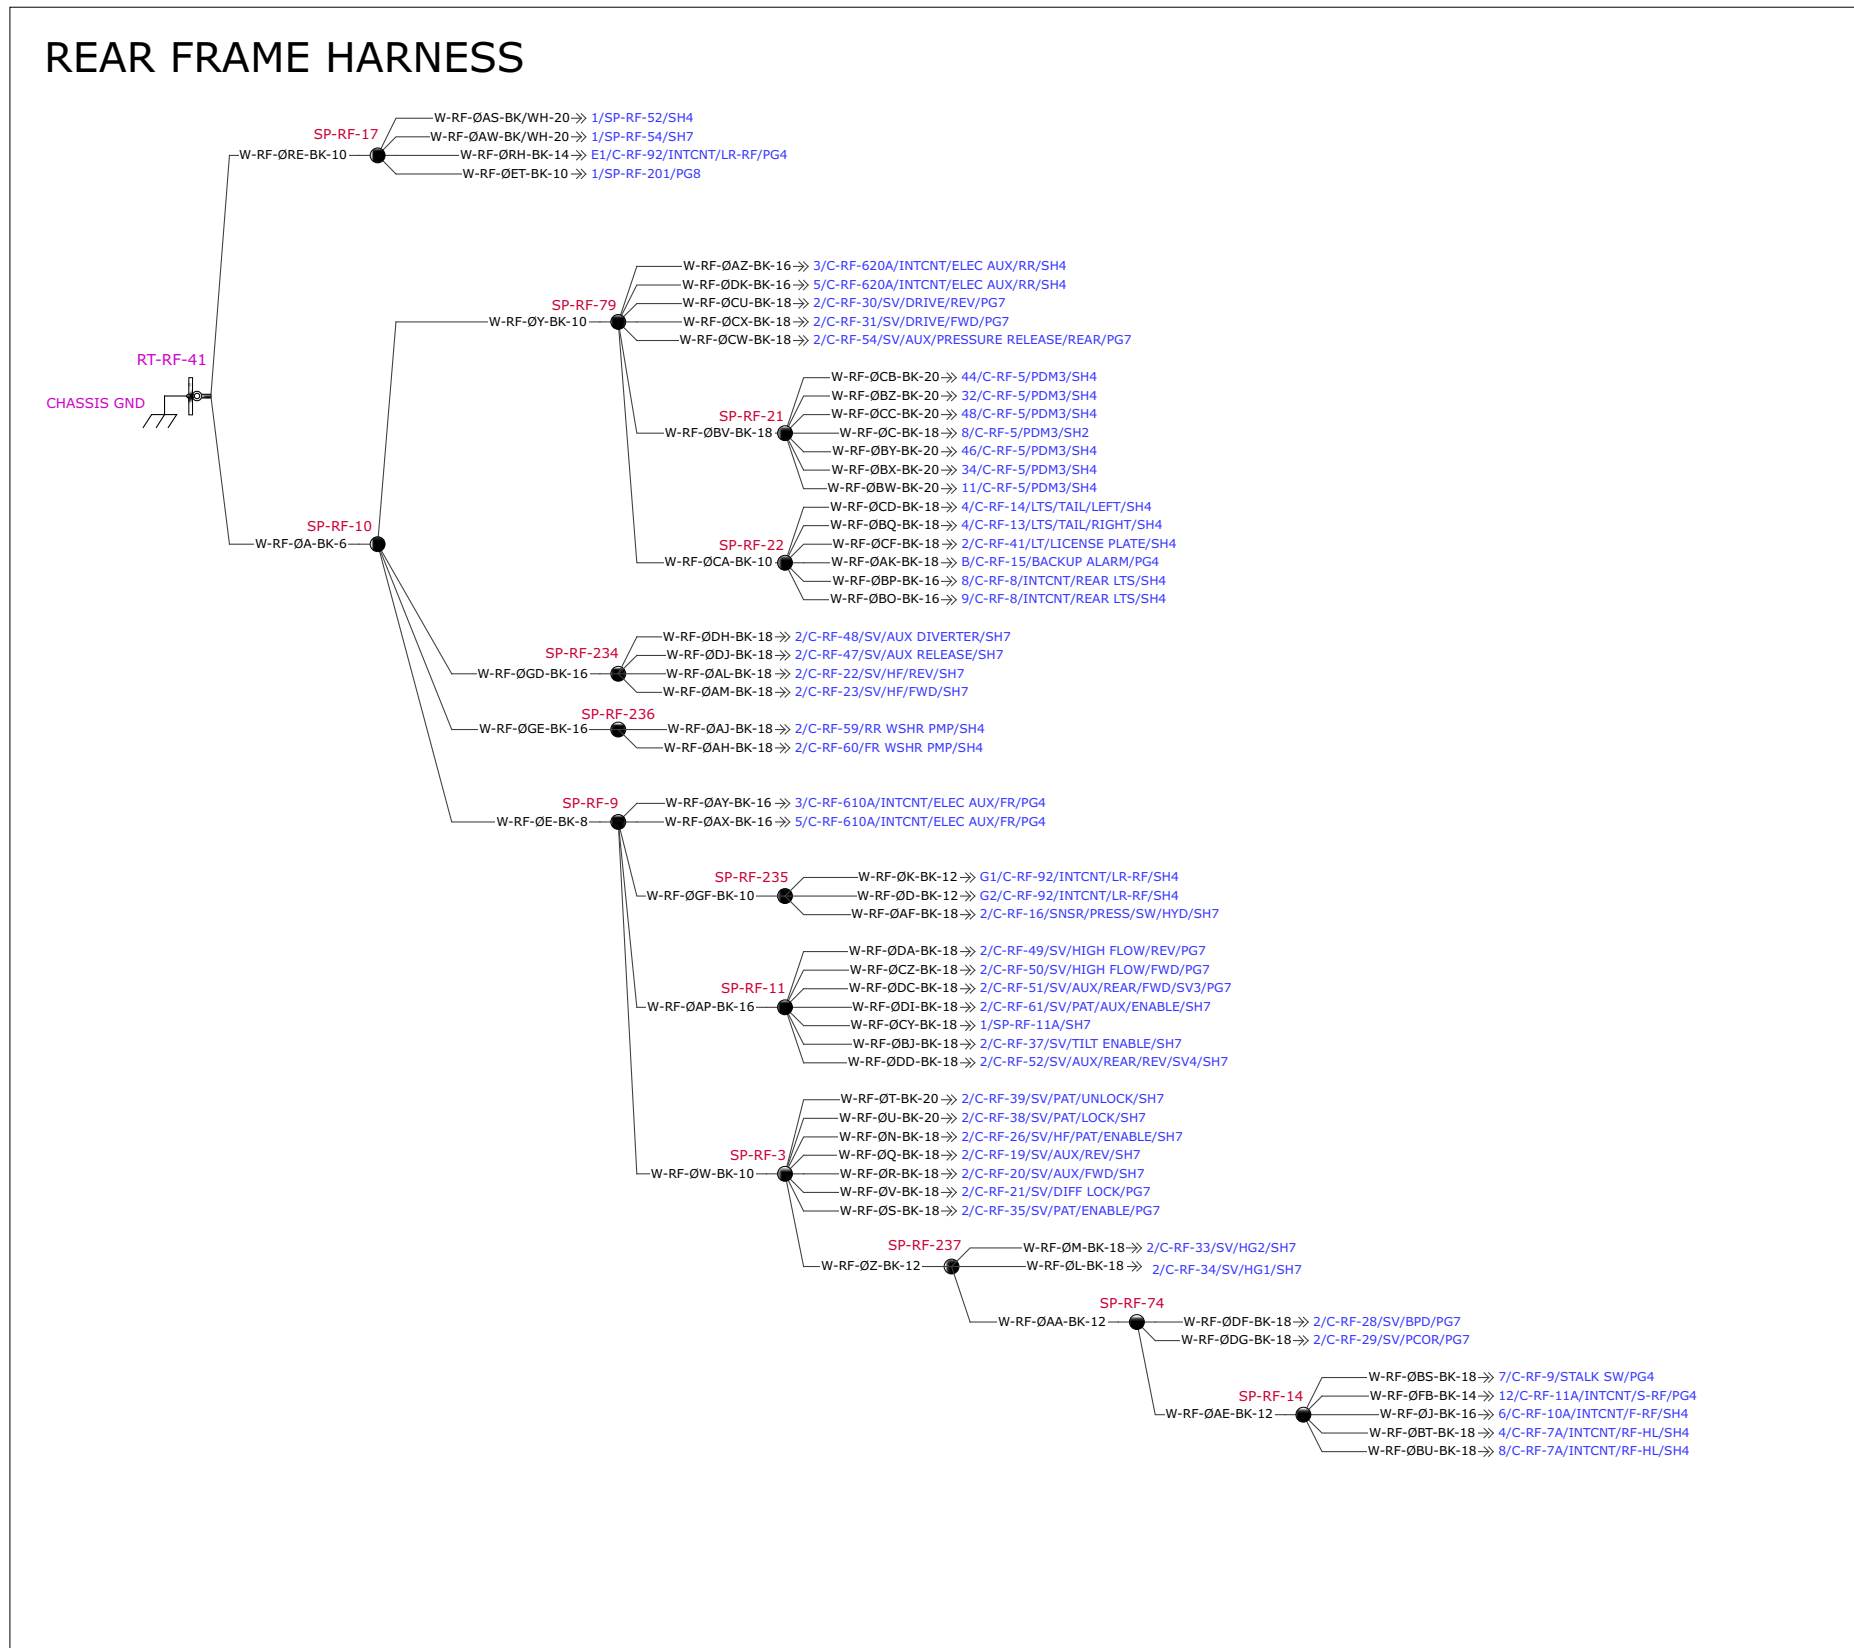 REAR FRAME HARNESS
SP-RF-17
W-RF-ØRE-BK-10
W-RF-ØAS-BK/WH-20 1/SP-RF-52/SH4
W-RF-ØAW-BK/WH-20 1/SP-RF-54/SH7
W-RF-ØRH-BK-14 E1/C-RF-92/INTCNT/LR-RF/PG4
W-RF-ØET-BK-10 1/SP-RF-201/PG8
RT-RF-41
CHASSIS GND
SP-RF-10
W-RF-ØA-BK-6
SP-RF-79
W-RF-ØY-BK-10
W-RF-ØAZ-BK-16 3/C-RF-620A/INTCNT/ELEC AUX/RR/SH4
W-RF-ØDK-BK-16 5/C-RF-620A/INTCNT/ELEC AUX/RR/SH4
W-RF-ØCU-BK-18 2/C-RF-30/SV/DRIVE/REV/PG7
W-RF-ØCX-BK-18 2/C-RF-31/SV/DRIVE/FWD/PG7
W-RF-ØCW-BK-18 2/C-RF-54/SV/AUX/PRESSURE RELEASE/REAR/PG7
SP-RF-21
W-RF-ØBV-BK-18
W-RF-ØCB-BK-20 44/C-RF-5/PDM3/SH4
W-RF-ØBZ-BK-20 32/C-RF-5/PDM3/SH4
W-RF-ØCC-BK-20 48/C-RF-5/PDM3/SH4
W-RF-ØC-BK-18 8/C-RF-5/PDM3/SH2
W-RF-ØBY-BK-20 46/C-RF-5/PDM3/SH4
W-RF-ØBX-BK-20 34/C-RF-5/PDM3/SH4
W-RF-ØBW-BK-20 11/C-RF-5/PDM3/SH4
SP-RF-22
W-RF-ØCA-BK-10
W-RF-ØCD-BK-18 4/C-RF-14/LTS/TAIL/LEFT/SH4
W-RF-ØBQ-BK-18 4/C-RF-13/LTS/TAIL/RIGHT/SH4
W-RF-ØCF-BK-18 2/C-RF-41/LT/LICENSE PLATE/SH4
W-RF-ØAK-BK-18 B/C-RF-15/BACKUP ALARM/PG4
W-RF-ØBP-BK-16 8/C-RF-8/INTCNT/REAR LTS/SH4
W-RF-ØBO-BK-16 9/C-RF-8/INTCNT/REAR LTS/SH4
SP-RF-234
W-RF-ØGD-BK-16
W-RF-ØDH-BK-18 2/C-RF-48/SV/AUX DIVERTER/SH7
W-RF-ØDJ-BK-18 2/C-RF-47/SV/AUX RELEASE/SH7
W-RF-ØAL-BK-18 2/C-RF-22/SV/HF/REV/SH7
W-RF-ØAM-BK-18 2/C-RF-23/SV/HF/FWD/SH7
SP-RF-236
W-RF-ØGE-BK-16
W-RF-ØAJ-BK-18 2/C-RF-59/RR WSHR PMP/SH4
W-RF-ØAH-BK-18 2/C-RF-60/FR WSHR PMP/SH4
SP-RF-9
W-RF-ØE-BK-8
W-RF-ØAY-BK-16 3/C-RF-610A/INTCNT/ELEC AUX/FR/PG4
W-RF-ØAX-BK-16 5/C-RF-610A/INTCNT/ELEC AUX/FR/PG4
SP-RF-235
W-RF-ØGF-BK-10
W-RF-ØK-BK-12 G1/C-RF-92/INTCNT/LR-RF/SH4
W-RF-ØD-BK-12 G2/C-RF-92/INTCNT/LR-RF/SH4
W-RF-ØAF-BK-18 2/C-RF-16/SNSR/PRESS/SW/HYD/SH7
SP-RF-11
W-RF-ØAP-BK-16
W-RF-ØDA-BK-18 2/C-RF-49/SV/HIGH FLOW/REV/PG7
W-RF-ØCZ-BK-18 2/C-RF-50/SV/HIGH FLOW/FWD/PG7
W-RF-ØDC-BK-18 2/C-RF-51/SV/AUX/REAR/FWD/SV3/PG7
W-RF-ØDI-BK-18 2/C-RF-61/SV/PAT/AUX/ENABLE/SH7
W-RF-ØCY-BK-18 1/SP-RF-11A/SH7
W-RF-ØBJ-BK-18 2/C-RF-37/SV/TILT ENABLE/SH7
W-RF-ØDD-BK-18 2/C-RF-52/SV/AUX/REAR/REV/SV4/SH7
SP-RF-3
W-RF-ØW-BK-10
W-RF-ØT-BK-20 2/C-RF-39/SV/PAT/UNLOCK/SH7
W-RF-ØU-BK-20 2/C-RF-38/SV/PAT/LOCK/SH7
W-RF-ØN-BK-18 2/C-RF-26/SV/HF/PAT/ENABLE/SH7
W-RF-ØQ-BK-18 2/C-RF-19/SV/AUX/REV/SH7
W-RF-ØR-BK-18 2/C-RF-20/SV/AUX/FWD/SH7
W-RF-ØV-BK-18 2/C-RF-21/SV/DIFF LOCK/PG7
W-RF-ØS-BK-18 2/C-RF-35/SV/PAT/ENABLE/PG7
SP-RF-237
W-RF-ØZ-BK-12
W-RF-ØM-BK-18 2/C-RF-33/SV/HG2/SH7
W-RF-ØL-BK-18 2/C-RF-34/SV/HG1/SH7
SP-RF-74
W-RF-ØAA-BK-12
W-RF-ØDF-BK-18 2/C-RF-28/SV/BPD/PG7
W-RF-ØDG-BK-18 2/C-RF-29/SV/PCOR/PG7
SP-RF-14
W-RF-ØAE-BK-12
W-RF-ØBS-BK-18 7/C-RF-9/STALK SW/PG4
W-RF-ØFB-BK-14 12/C-RF-11A/INTCNT/S-RF/PG4
W-RF-ØJ-BK-16 6/C-RF-10A/INTCNT/F-RF/SH4
W-RF-ØBT-BK-18 4/C-RF-7A/INTCNT/RF-HL/SH4
W-RF-ØBU-BK-18 8/C-RF-7A/INTCNT/RF-HL/SH4